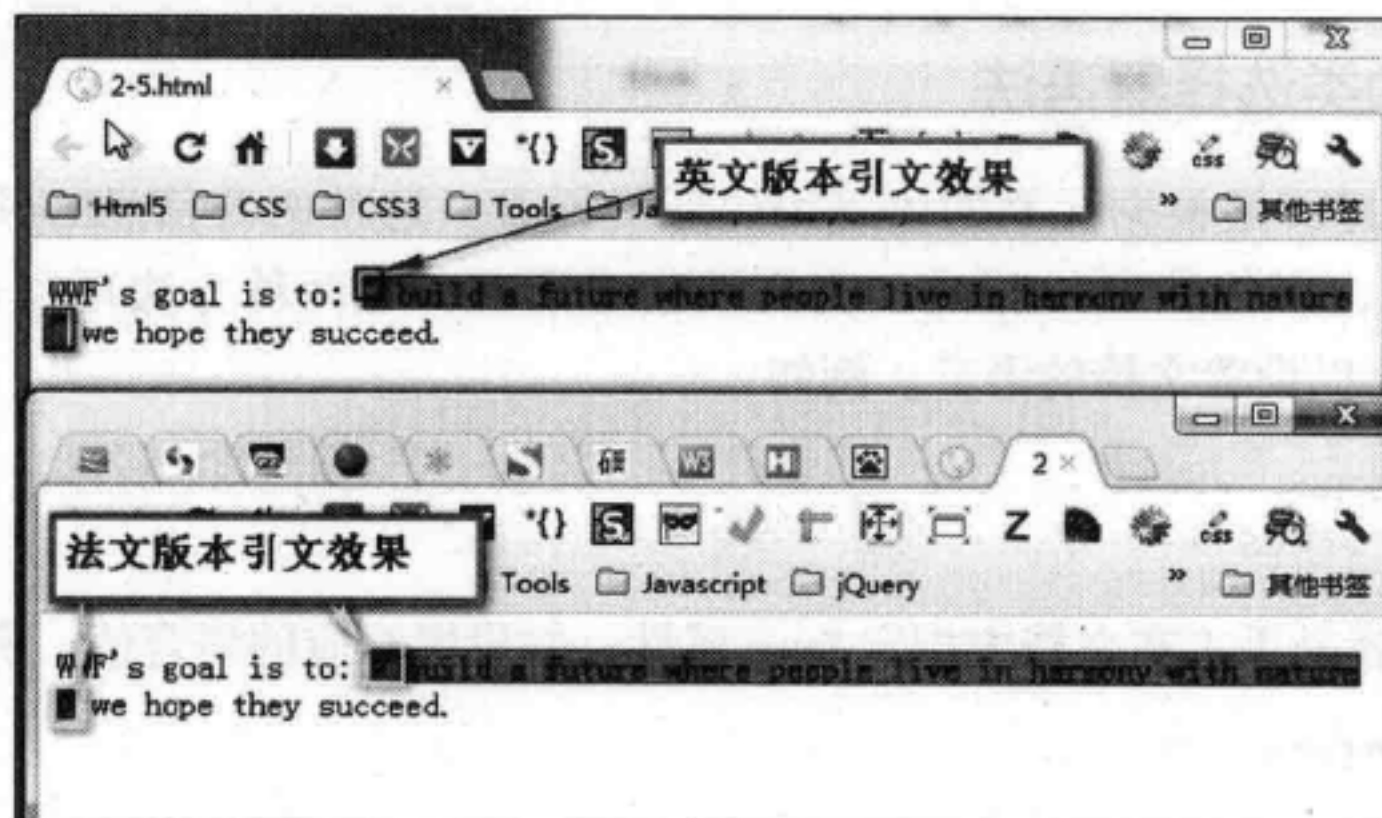 2-5.html
英文版本引文效果
Html5 CSS CSS3 Tools Ja » 其他书签
WWF's goal is to: build a future where people live in harmony with nature
we hope they succeed.
2
法文版本引文效果
Tools Javascript jQuery » 其他书签
WWF's goal is to: build a future where people live in harmony with nature
we hope they succeed.